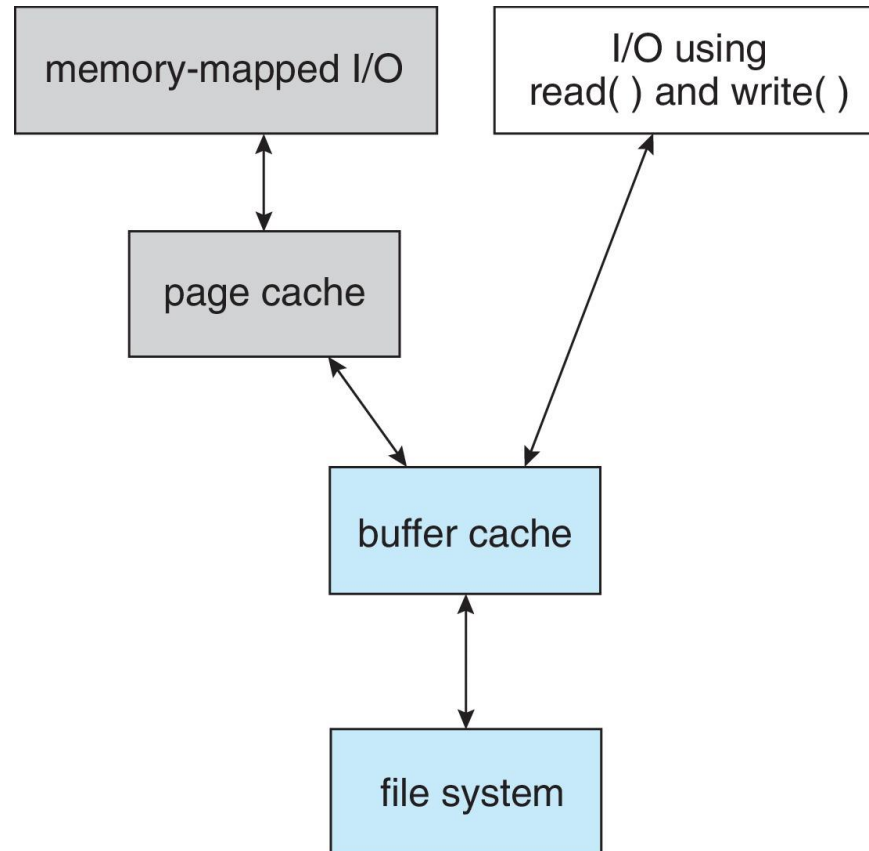 memory-mapped I/O
I/O using
read( ) and write( )
page cache
buffer cache
file system